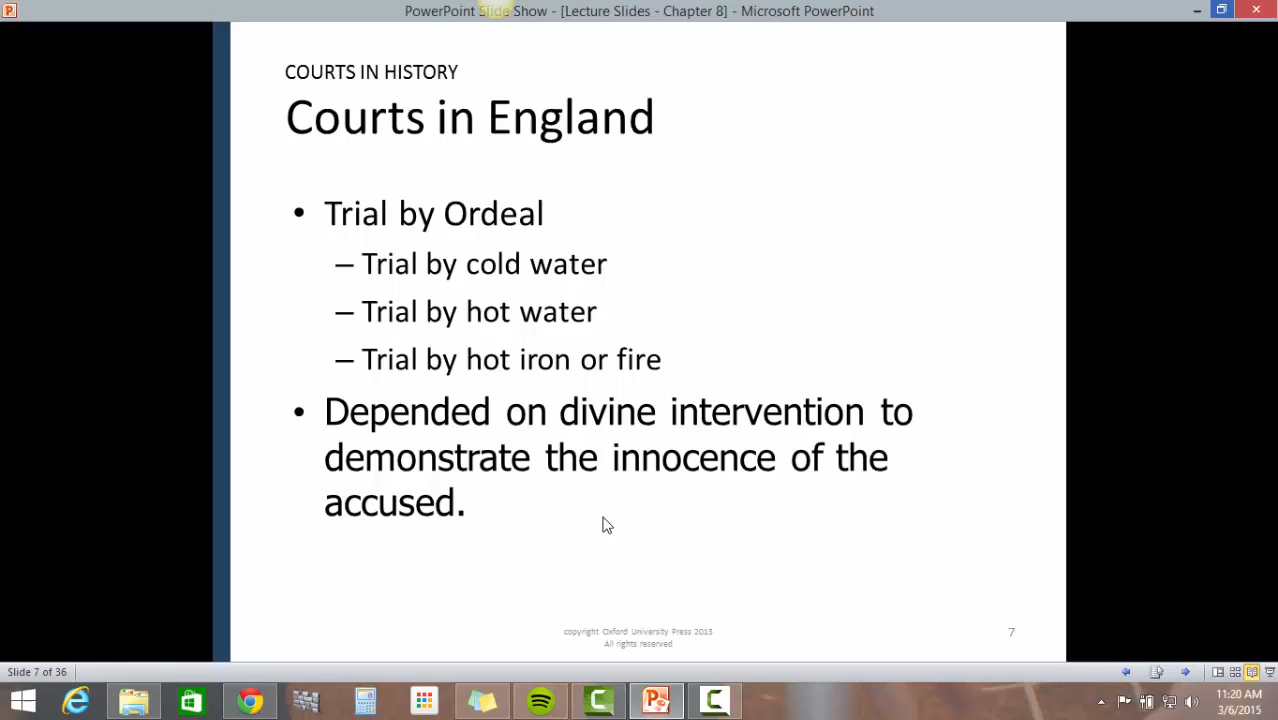 PowerPoint Slide Show - [Lecture Slides - Chapter 8] - Microsoft PowerPoint
COURTS IN HISTORY
Courts in England
• Trial by Ordeal
– Trial by cold water
– Trial by hot water
– Trial by hot iron or fire
• Depended on divine intervention to
demonstrate the innocence of the
accused.
copyright Oxford University Press 2013
All rights reserved
7
Slide 7 of 36
11:20 AM
3/6/2015